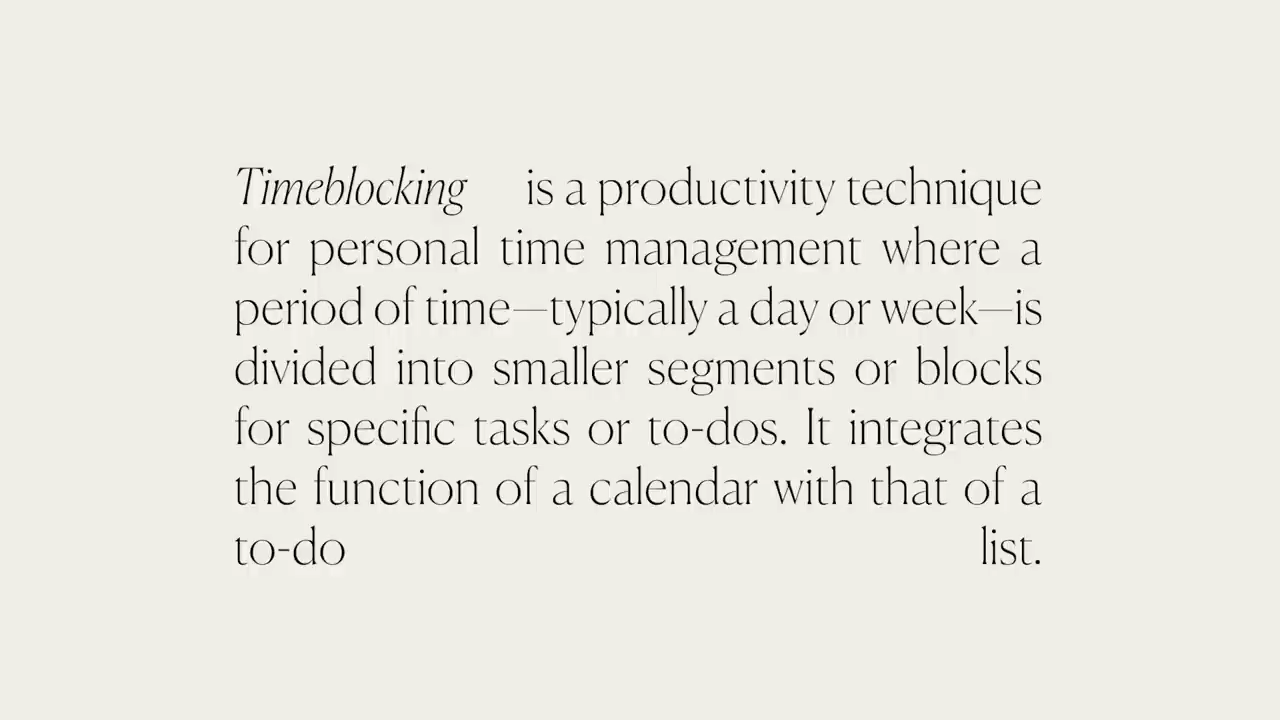 Timeblocking is a productivity technique
for personal time management where a
period of time—typically a day or week—is
divided into smaller segments or blocks
for specific tasks or to-dos. It integrates
the function of a calendar with that of a
to-do list.